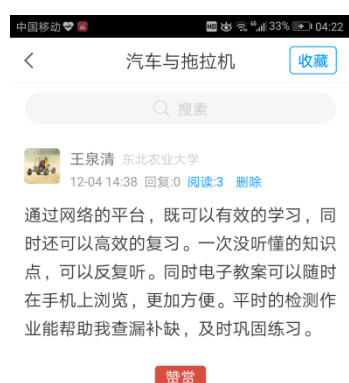 中国移动 HD 4G 33% 04:22
汽车与拖拉机 收藏
搜索
王泉清 东北农业大学
12-04 14:38 回复:0 阅读:3 删除
通过网络的平台，既可以有效的学习，同
时还可以高效的复习。一次没听懂的知识
点，可以反复听。同时电子教案可以随时
在手机上浏览，更加方便。平时的检测作
业能帮助我查漏补缺，及时巩固练习。
赞赏